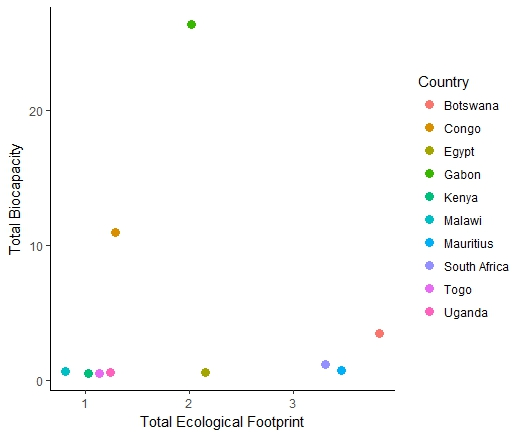 Total Biocapacity
20
10
0
1
2
3
Total Ecological Footprint
Country
Botswana
Congo
Egypt
Gabon
Kenya
Malawi
Mauritius
South Africa
Togo
Uganda